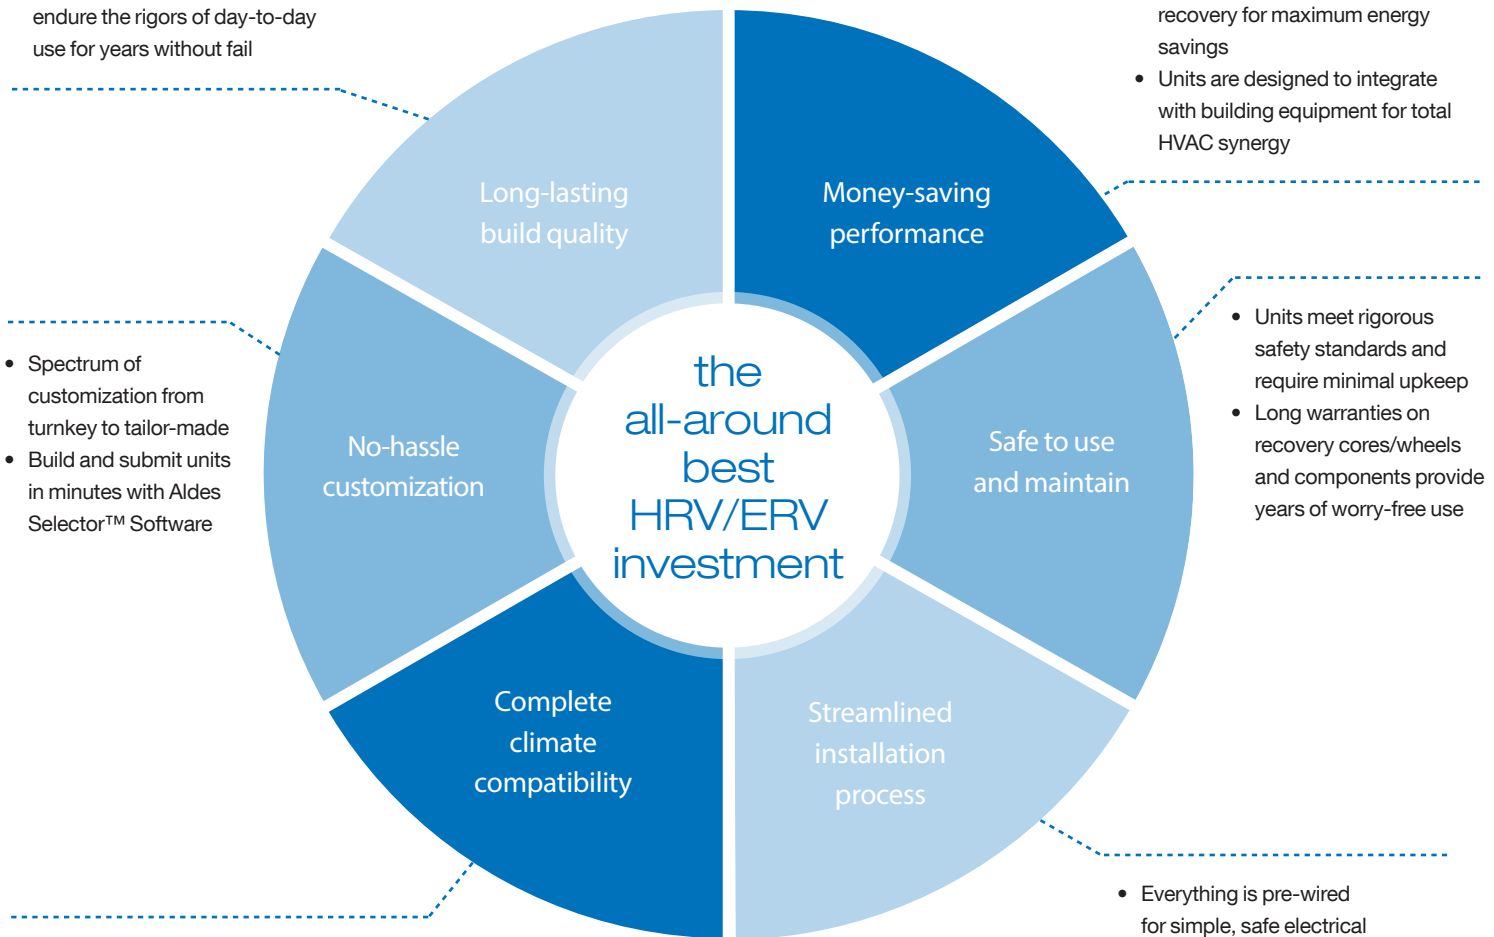 endure the rigors of day-to-day
use for years without fail
recovery for maximum energy
savings
• Units are designed to integrate
with building equipment for total
HVAC synergy
Long-lasting
build quality
Money-saving
performance
• Spectrum of
customization from
turnkey to tailor-made
• Build and submit units
in minutes with Aldes
Selector™ Software
No-hassle
customization
the
all-around
best
HRV/ERV
investment
Safe to use
and maintain
• Units meet rigorous
safety standards and
require minimal upkeep
• Long warranties on
recovery cores/wheels
and components provide
years of worry-free use
Complete
climate
compatibility
Streamlined
installation
process
• Everything is pre-wired
for simple, safe electrical